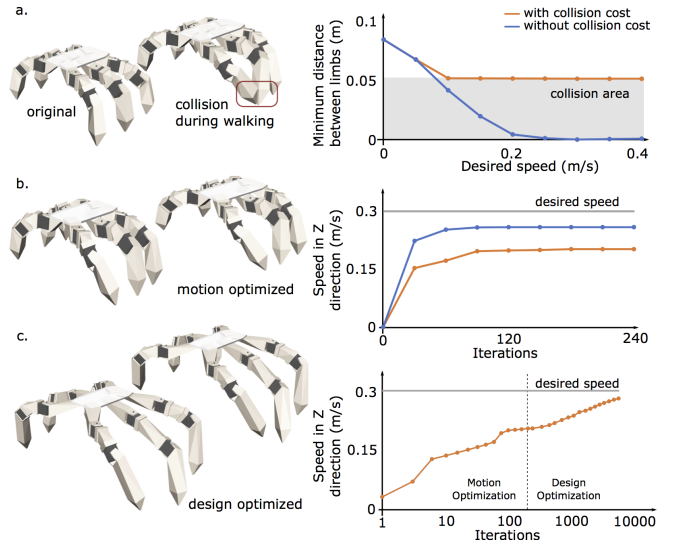 a.
original
collision
during walking
with collision cost
without collision cost
Minimum distance
between limbs (m)
0.1
0.05
0
collision area
0
0.2
0.4
Desired speed (m/s)
b.
motion optimized
Speed in Z
direction (m/s)
0.3
0.15
0
desired speed
0
120
240
Iterations
c.
design optimized
Speed in Z
direction (m/s)
0.3
0.15
0
desired speed
Motion
Optimization
Design
Optimization
1
10
100
1000
10000
Iterations